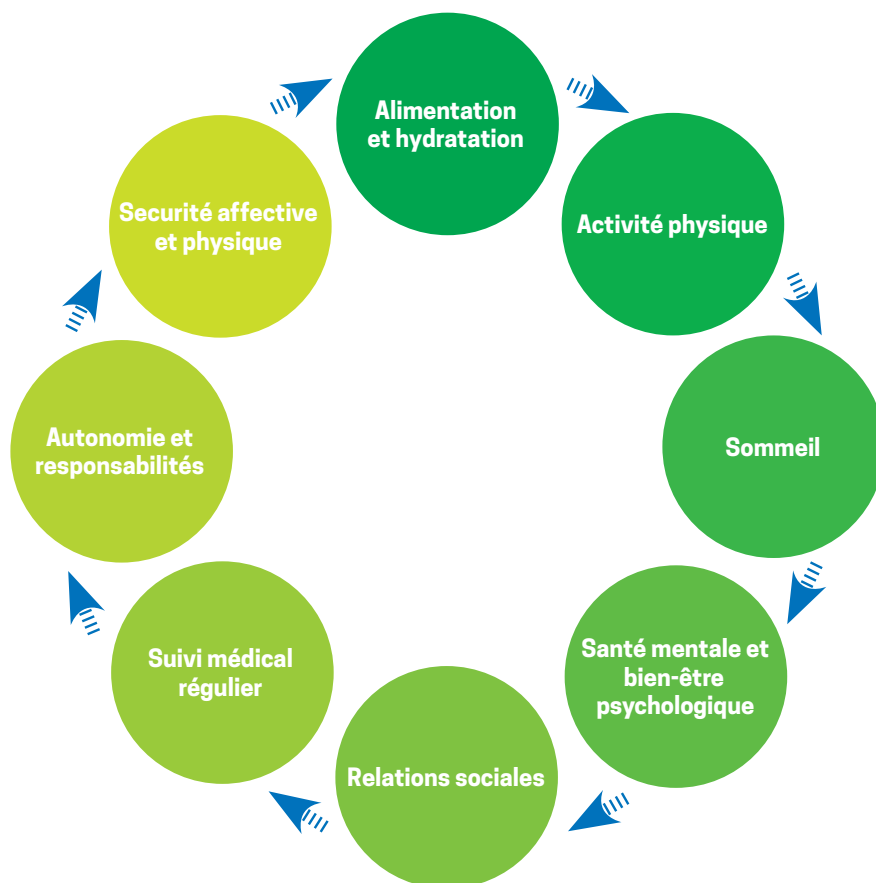 Alimentation
et hydratation
Activité physique
Sommeil
Santé mentale et
bien-être
psychologique
Relations sociales
Suivi médical
régulier
Autonomie et
responsabilités
Securité affective
et physique